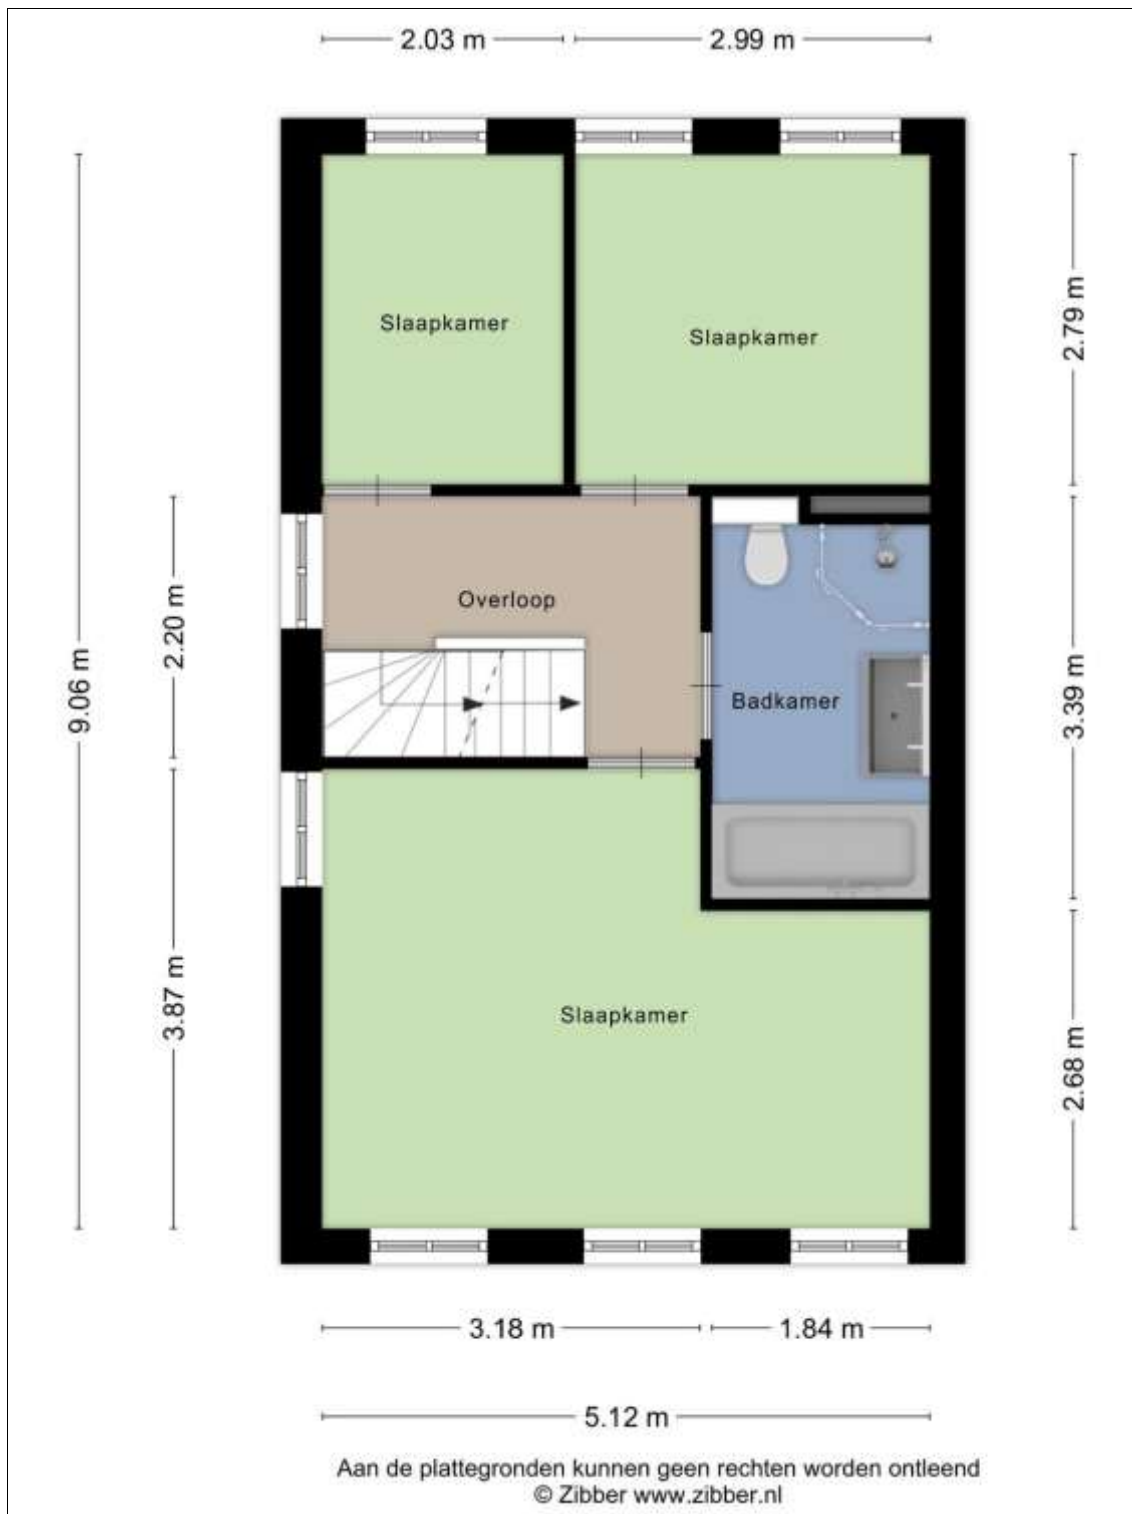 2.03 m
2.99 m
Slaapkamer
Slaapkamer
2.79 m
Overloop
2.20 m
9.06 m
Badkamer
3.39 m
3.87 m
Slaapkamer
2.68 m
3.18 m
1.84 m
5.12 m
Aan de plattegronden kunnen geen rechten worden ontleend
© Zibber www.zibber.nl